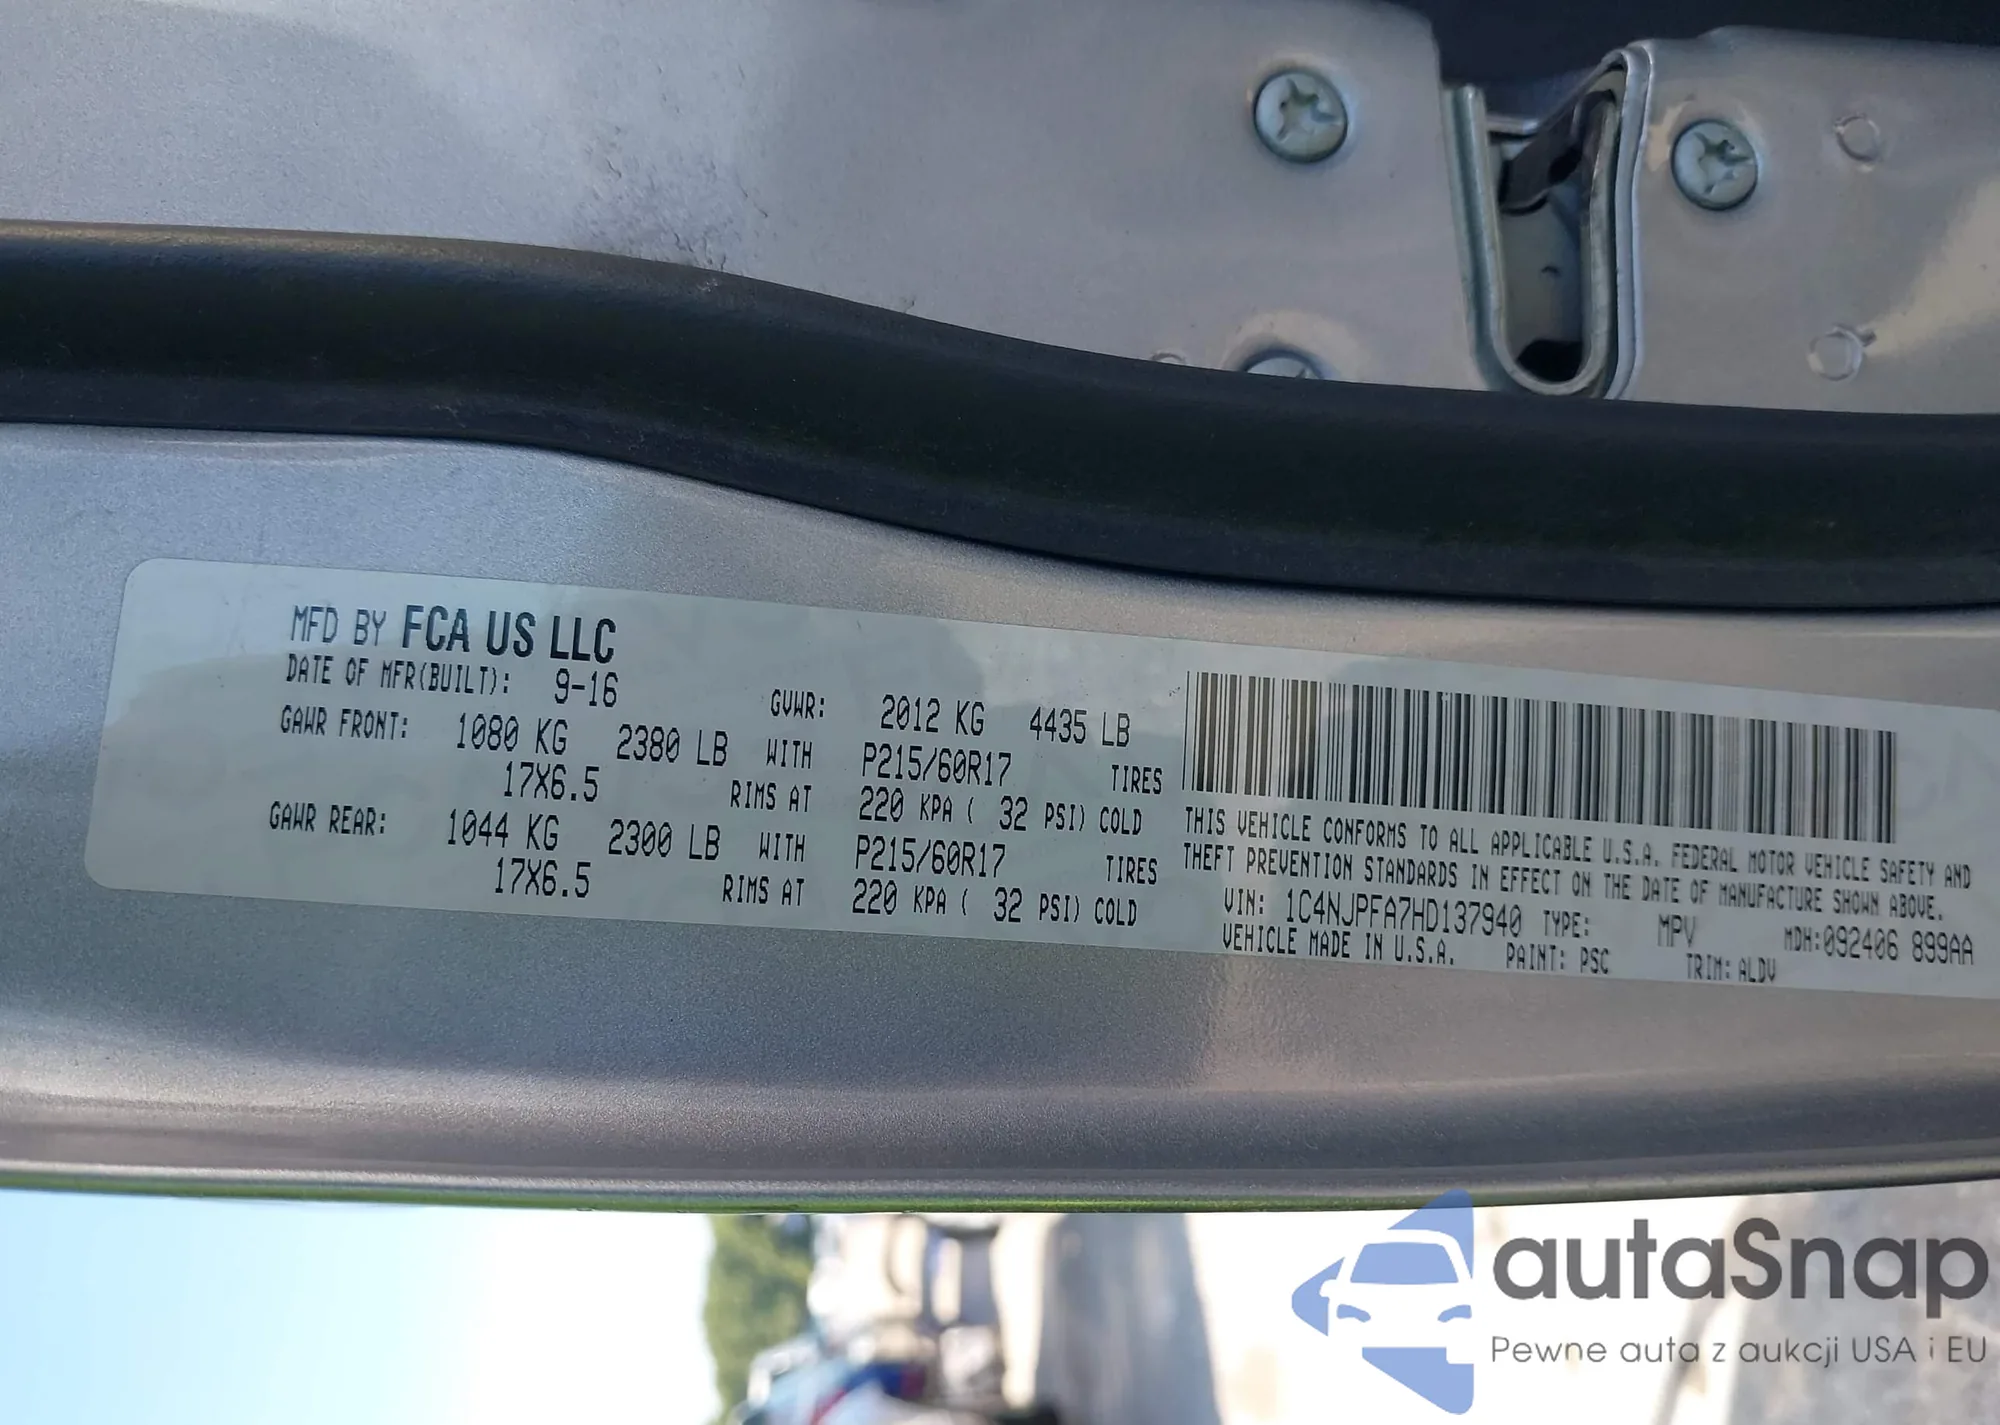 MFD BY FCA US LLC
DATE OF MFR(BUILT): 9-16 GVWR: 2012 KG 4435 LB
GAWR FRONT: 1080 KG 2380 LB WITH P215/60R17 TIRES
17X6.5 RIMS AT 220 KPA ( 32 PSI) COLD
GAWR REAR: 1044 KG 2300 LB WITH P215/60R17 TIRES
17X6.5 RIMS AT 220 KPA ( 32 PSI) COLD
THIS VEHICLE CONFORMS TO ALL APPLICABLE U.S.A. FEDERAL MOTOR VEHICLE SAFETY AND
THEFT PREVENTION STANDARDS IN EFFECT ON THE DATE OF MANUFACTURE SHOWN ABOVE.
VIN: 1C4NJPFA7HD137940 TYPE: MPV MDH:092406 899AA
VEHICLE MADE IN U.S.A. PAINT: PSC TRIM: ALDV
autaSnap
Pewne auta z aukcji USA i EU